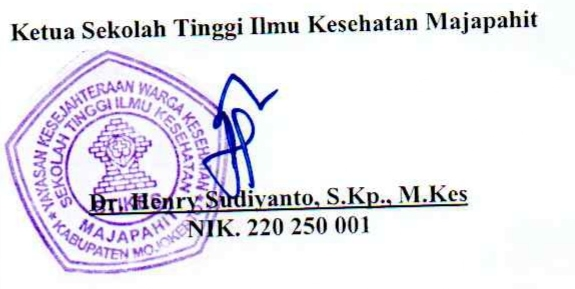 Ketua Sekolah Tinggi Ilmu Kesehatan Majapahit
YAYASAN KESEJAHTERAAN WARGA KESEHATAN
SEKOLAH TINGGI ILMU KESEHATAN
MAJAPAHIT
KABUPATEN MOJOKERTO
Dr. Henry Sudiyanto, S.Kp., M.Kes
NIK. 220 250 001